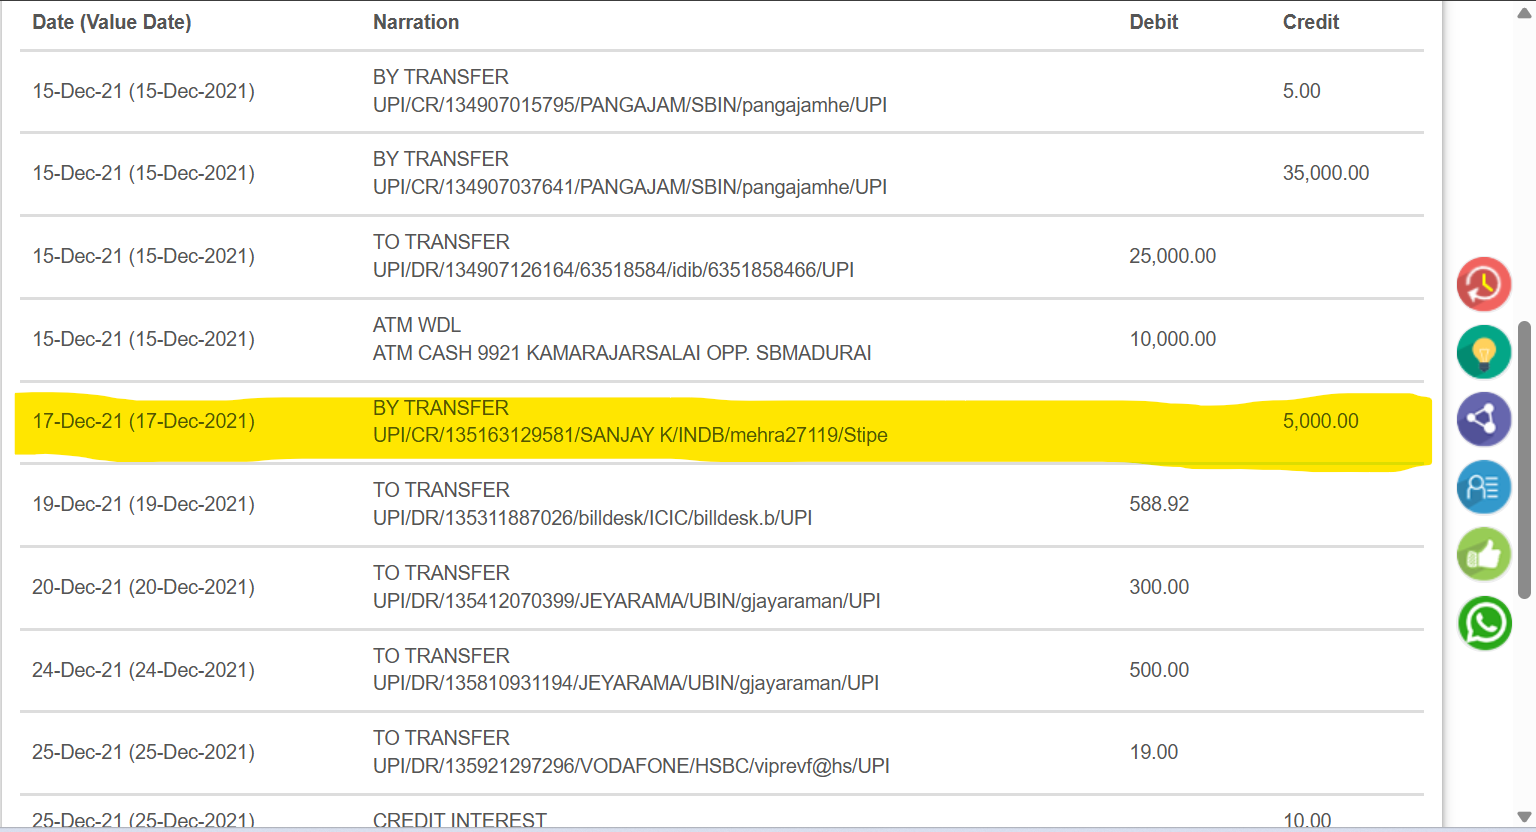 Date (Value Date) Narration Debit Credit
BY TRANSFER
15-Dec-21 (15-Dec-2021) 5.00
UPI/CR/134907015795/PANGAJAM/SBIN/pangajamhe/UPI
BY TRANSFER
15-Dec-21 (15-Dec-2021) 35,000.00
UPI/CR/134907037641/PANGAJAM/SBIN/pangajamhe/UPI
TO TRANSFER
15-Dec-21 (15-Dec-2021) 25,000.00
UPI/DR/134907126164/63518584/idib/6351858466/UPI
ATM WDL
15-Dec-21 (15-Dec-2021) 10,000.00
ATM CASH 9921 KAMARAJARSALAI OPP. SBMADURAI
BY TRANSFER
17-Dec-21 (17-Dec-2021) 5,000.00
UPI/CR/135163129581/SANJAY K/INDB/mehra27119/Stipe
TO TRANSFER
19-Dec-21 (19-Dec-2021) 588.92
UPI/DR/135311887026/billdesk/ICIC/billdesk.b/UPI
TO TRANSFER
20-Dec-21 (20-Dec-2021) 300.00
UPI/DR/135412070399/JEYARAMA/UBIN/gjayaraman/UPI
TO TRANSFER
24-Dec-21 (24-Dec-2021) 500.00
UPI/DR/135810931194/JEYARAMA/UBIN/gjayaraman/UPI
TO TRANSFER
25-Dec-21 (25-Dec-2021) 19.00
UPI/DR/135921297296/VODAFONE/HSBC/viprevf@hs/UPI
25-Dec-21 (25-Dec-2021) CREDIT INTEREST 10.00